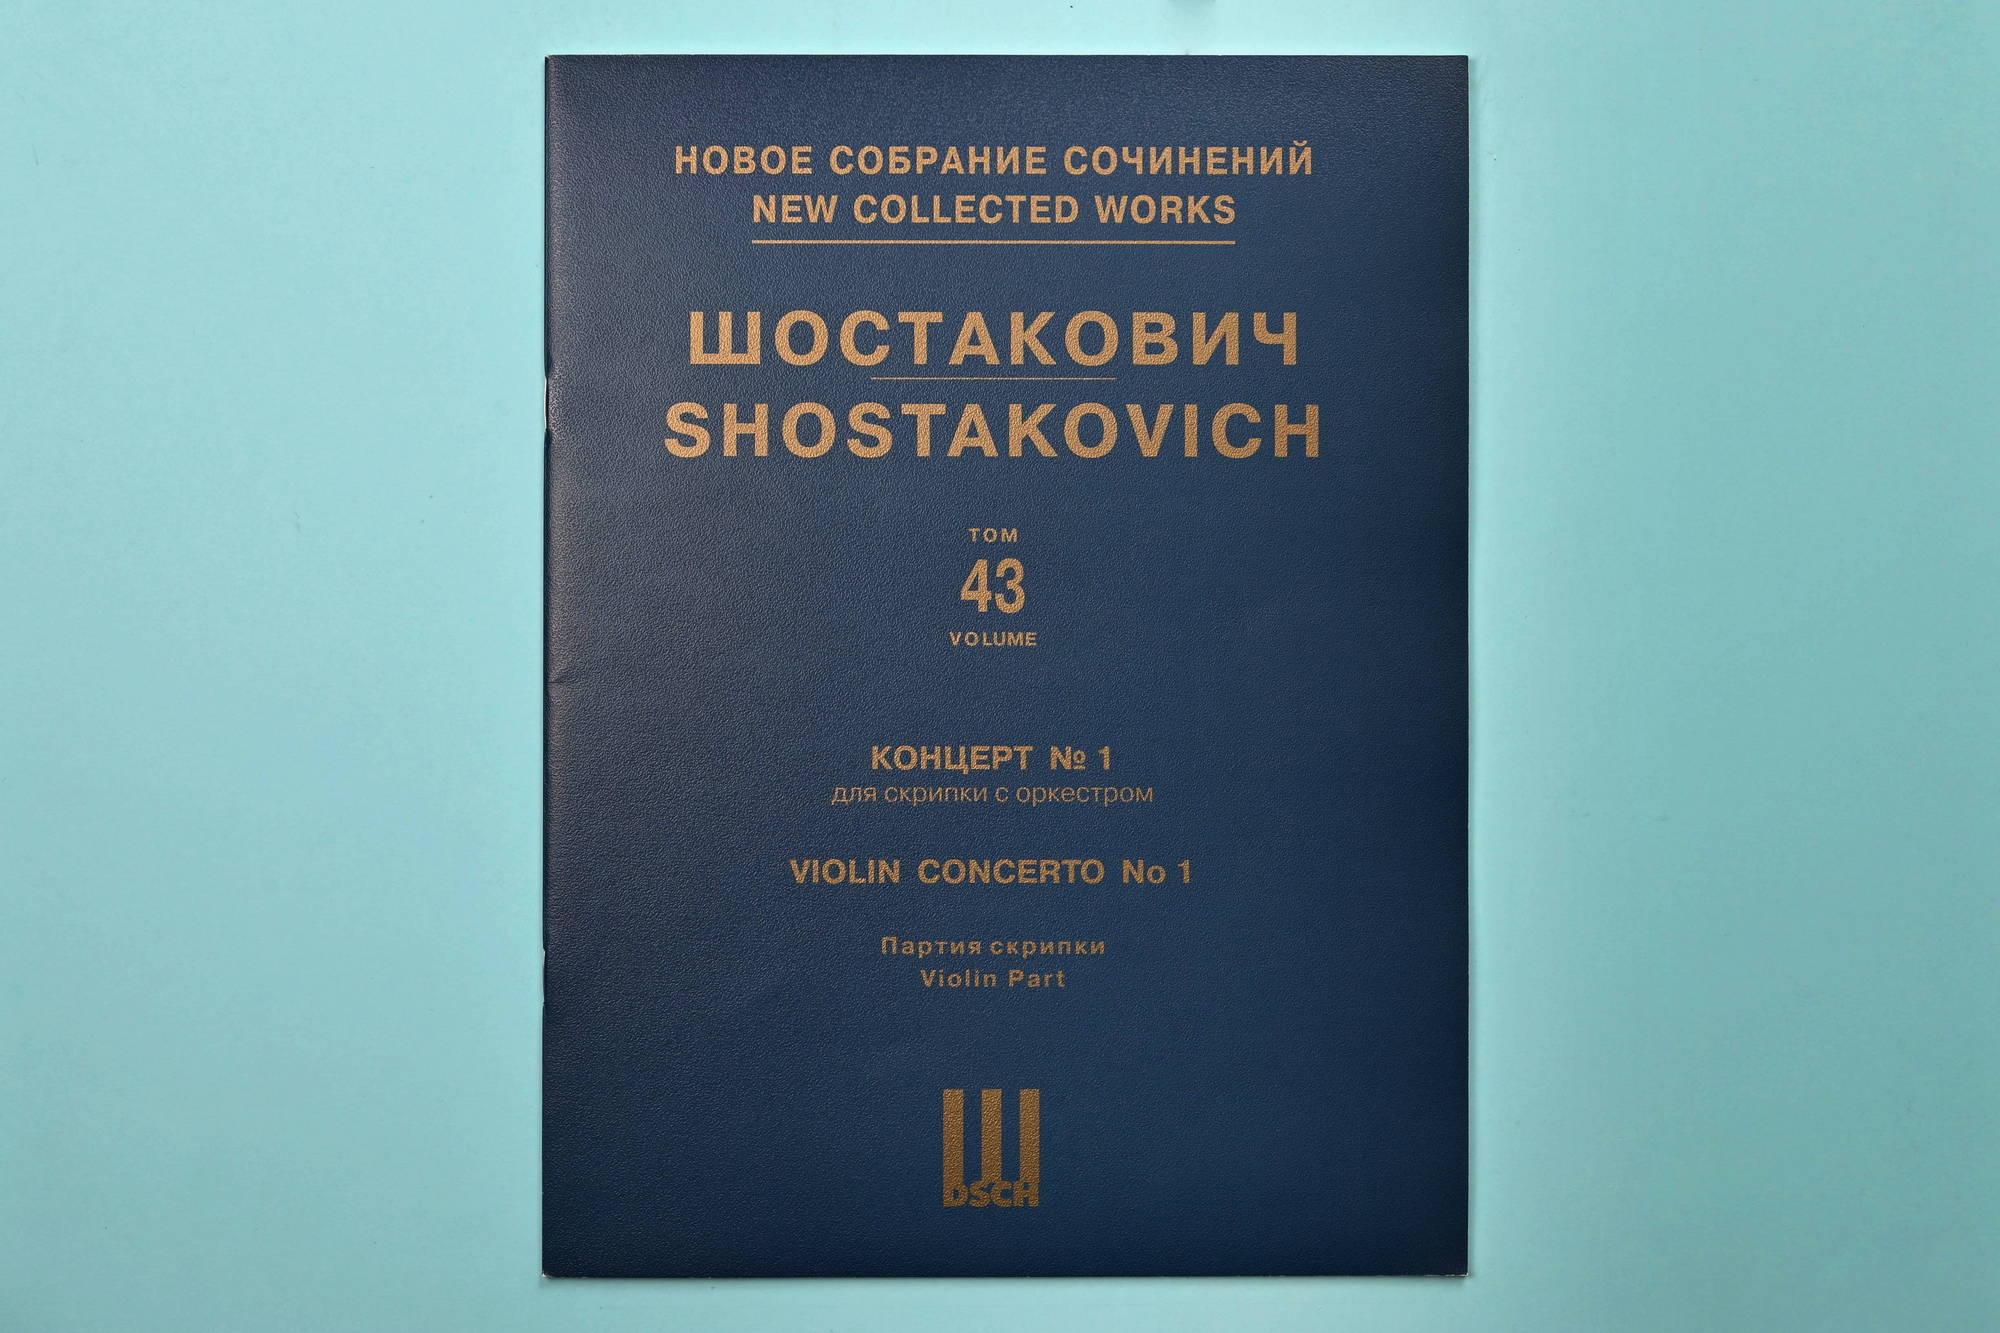 НОВОЕ СОБРАНИЕ СОЧИНЕНИЙ
NEW COLLECTED WORKS
ШОСТАКОВИЧ
SHOSTAKOVICH
ТОМ
43
VOLUME
КОНЦЕРТ № 1
для скрипки с оркестром
VIOLIN CONCERTO No 1
Партия скрипки
Violin Part
Ш
DSCH